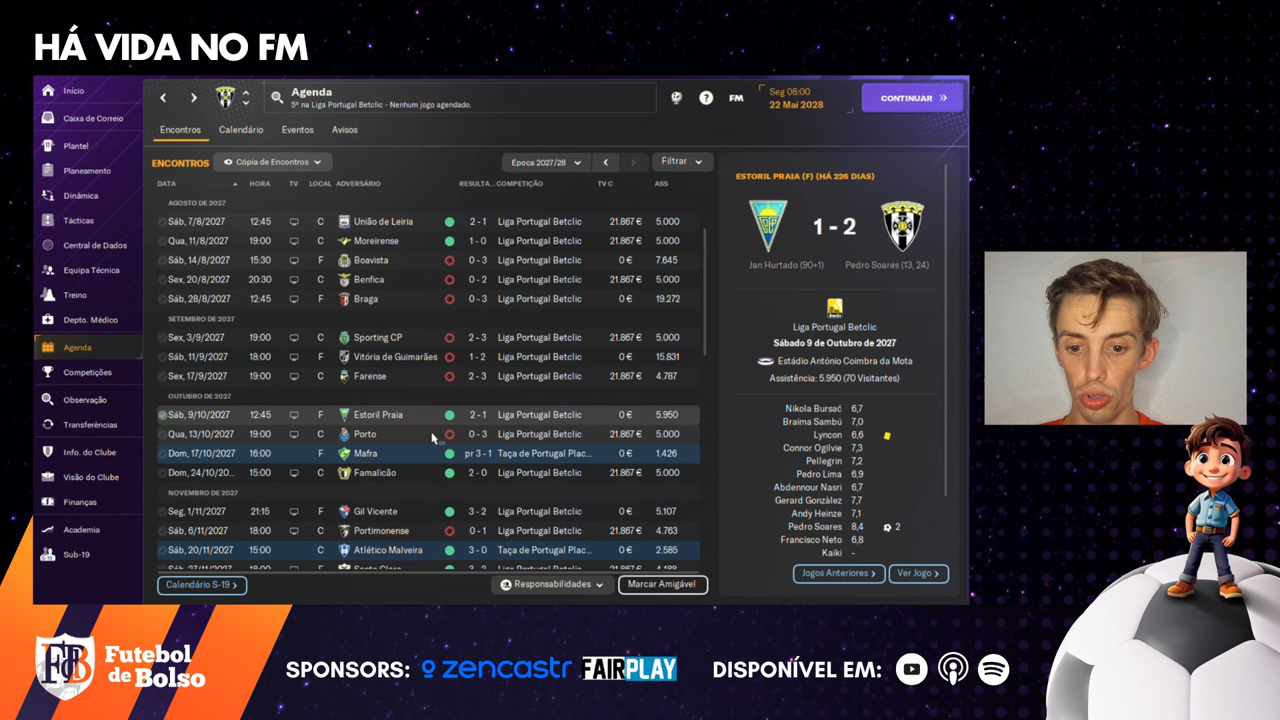 HÁ VIDA NO FM
Início
Caixa de Correio
Plantel
Planeamento
Dinâmica
Tácticas
Central de Dados
Equipa Técnica
Treino
Depto. Médico
Agenda
Competições
Observação
Transferências
Info. do Clube
Visão do Clube
Finanças
Academia
Sub-19
Agenda
5º na Liga Portugal Betclic - Nenhum jogo agendado.
FM
Seg 08:00
22 Mai 2028
CONTINUAR
Encontros Calendário Eventos Avisos
ENCONTROS Cópia de Encontros Época 2027/28 Filtrar
DATA HORA TV LOCAL ADVERSÁRIO RESULTA... COMPETIÇÃO TV C ASS
AGOSTO DE 2027
Sáb, 7/8/2027 12:45 C União de Leiria 2 - 1 Liga Portugal Betclic 21.867 € 5.000
Qua, 11/8/2027 19:00 C Moreirense 1 - 0 Liga Portugal Betclic 21.867 € 5.000
Sáb, 14/8/2027 15:30 F Boavista 0 - 3 Liga Portugal Betclic 0 € 7.645
Sex, 20/8/2027 20:30 C Benfica 0 - 2 Liga Portugal Betclic 21.867 € 5.000
Sáb, 28/8/2027 12:45 F Braga 0 - 3 Liga Portugal Betclic 0 € 19.272
SETEMBRO DE 2027
Sex, 3/9/2027 19:00 C Sporting CP 2 - 3 Liga Portugal Betclic 21.867 € 5.000
Sáb, 11/9/2027 18:00 F Vitória de Guimarães 1 - 2 Liga Portugal Betclic 0 € 15.831
Sex, 17/9/2027 19:00 F Farense 2 - 3 Liga Portugal Betclic 0 € 4.787
OUTUBRO DE 2027
Sáb, 9/10/2027 12:45 F Estoril Praia 2 - 1 Liga Portugal Betclic 0 € 5.950
Qua, 13/10/2027 19:00 C Porto 0 - 3 Liga Portugal Betclic 21.867 € 5.000
Dom, 17/10/2027 16:00 F Mafra pr 3 - 1 Taça de Portugal Plac... 0 € 1.426
Dom, 24/10/20... 15:00 C Famalicão 2 - 0 Liga Portugal Betclic 21.867 € 5.000
NOVEMBRO DE 2027
Seg, 1/11/2027 21:15 F Gil Vicente 3 - 2 Liga Portugal Betclic 0 € 5.107
Sáb, 6/11/2027 18:00 C Portimonense 0 - 1 Liga Portugal Betclic 21.867 € 4.763
Sáb, 20/11/2027 15:00 C Atlético Malveira 3 - 0 Taça de Portugal Plac... 0 € 2.585
Calendário S-19 Responsabilidades Marcar Amigável
ESTORIL PRAIA (F) (HÁ 226 DIAS)
1 - 2
Jan Hurtado (90+1) Pedro Soares (13, 24)
Liga Portugal Betclic
Sábado 9 de Outubro de 2027
Estádio António Coimbra da Mota
Assistência: 5.950 (70 Visitantes)
Nikola Bursać 6,7
Braima Sambú 7,0
Lyncon 6,6
Connor Ogilvie 7,3
Pellegrin 7,2
Pedro Lima 6,9
Abdennour Nasri 6,7
Gerard Gonzàlez 7,7
Andy Heinze 7,1
Pedro Soares 8,4 2
Francisco Neto 6,8
Kaiki -
Jogos Anteriores Ver Jogo
Futebol
de Bolso
SPONSORS: zencastr FAIRPLAY DISPONÍVEL EM: